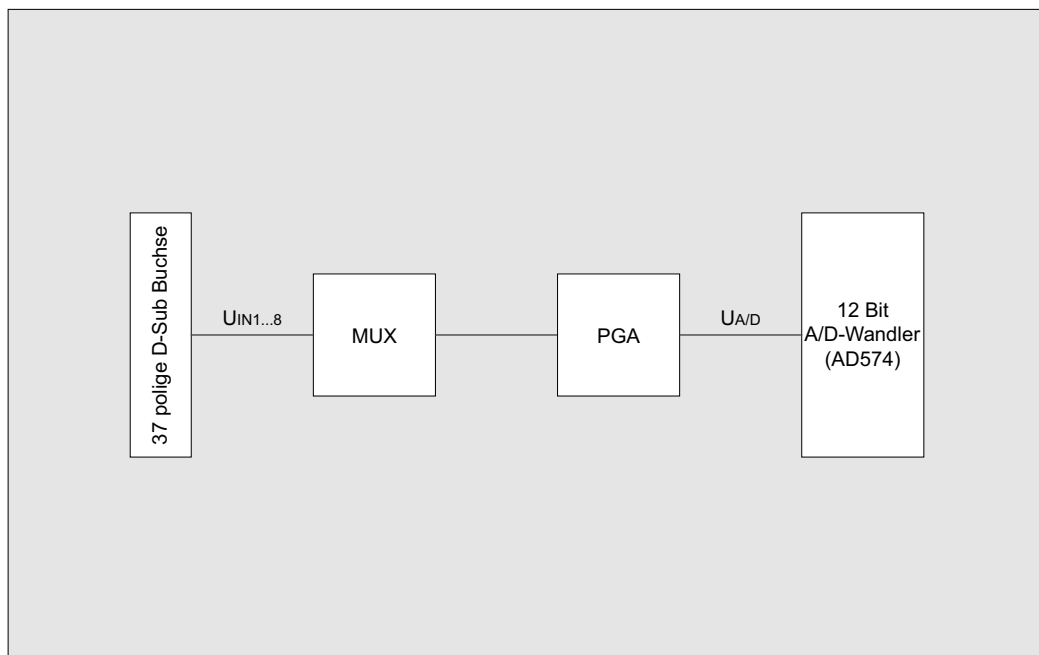 37 polige D-Sub Buchse
UIN1...8
MUX
PGA
UA/D
12 Bit
A/D-Wandler
(AD574)